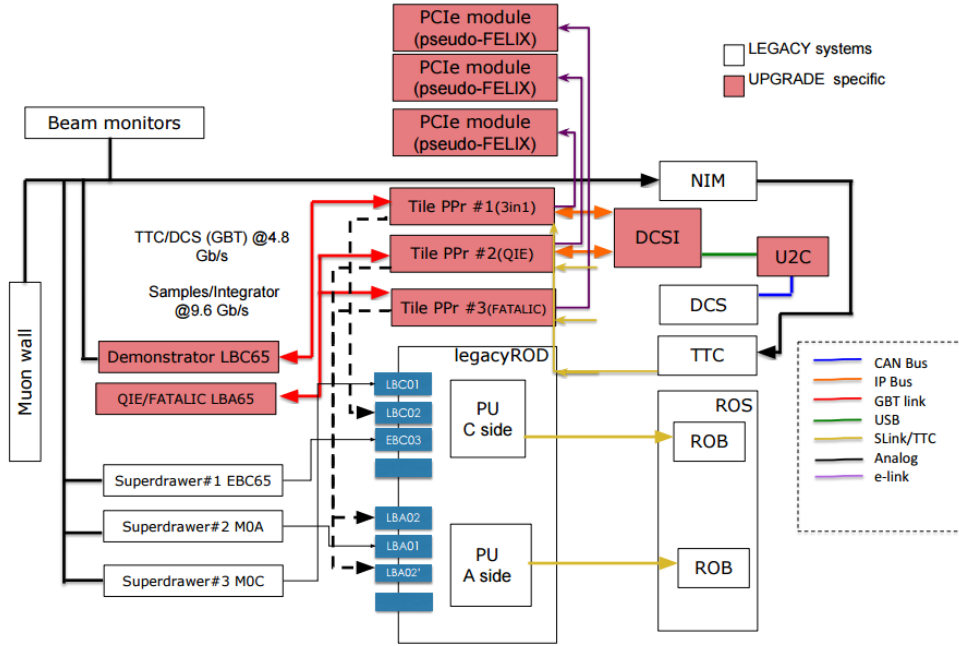 PCIe module
(pseudo-FELIX)
PCIe module
(pseudo-FELIX)
PCIe module
(pseudo-FELIX)
LEGACY systems
UPGRADE specific
Beam monitors
NIM
Tile PPr #1(3in1)
TTC/DCS (GBT) @4.8
Gb/s
Tile PPr #2(QIE)
DCSI
U2C
Samples/Integrator
@9.6 Gb/s
Tile PPr #3(FATALIC)
DCS
Muon wall
Demonstrator LBC65
legacyROD
TTC
QIE/FATALIC LBA65
LBC01
LBC02
EBC03
PU
C side
ROS
ROB
CAN Bus
IP Bus
GBT link
USB
SLink/TTC
Analog
e-link
Superdrawer#1 EBC65
Superdrawer#2 M0A
Superdrawer#3 M0C
LBA02
LBA01
LBA02'
PU
A side
ROB